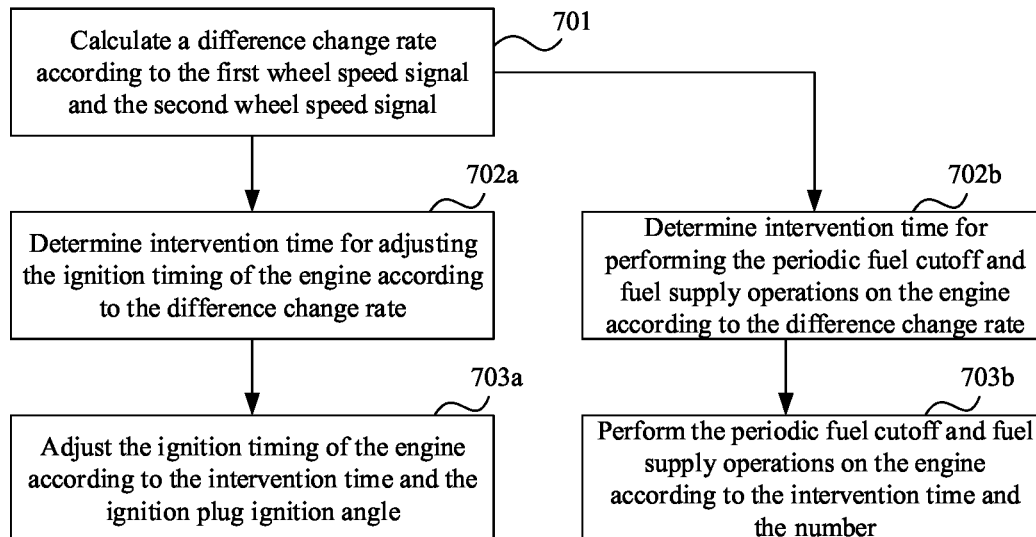 701
Calculate a difference change rate
according to the first wheel speed signal
and the second wheel speed signal
702a
Determine intervention time for adjusting
the ignition timing of the engine according
to the difference change rate
702b
Determine intervention time for
performing the periodic fuel cutoff and
fuel supply operations on the engine
according to the difference change rate
703a
Adjust the ignition timing of the engine
according to the intervention time and the
ignition plug ignition angle
703b
Perform the periodic fuel cutoff and fuel
supply operations on the engine
according to the intervention time and
the number